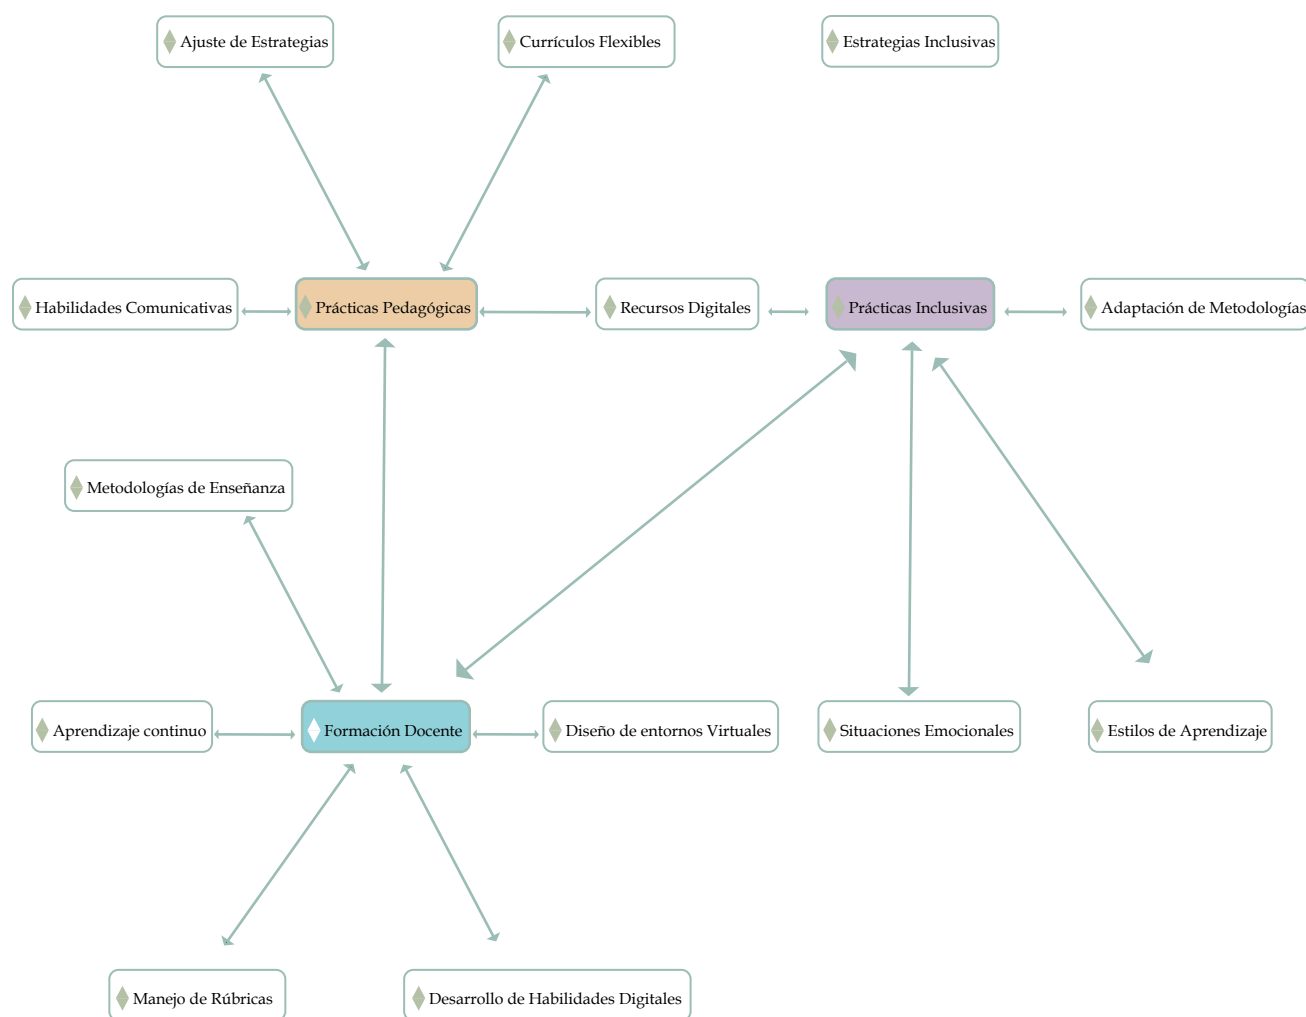 Ajuste de Estrategias
Currículos Flexibles
Estrategias Inclusivas
Habilidades Comunicativas
Prácticas Pedagógicas
Recursos Digitales
Prácticas Inclusivas
Adaptación de Metodologías
Metodologías de Enseñanza
Aprendizaje continuo
Formación Docente
Diseño de entornos Virtuales
Situaciones Emocionales
Estilos de Aprendizaje
Manejo de Rúbricas
Desarrollo de Habilidades Digitales